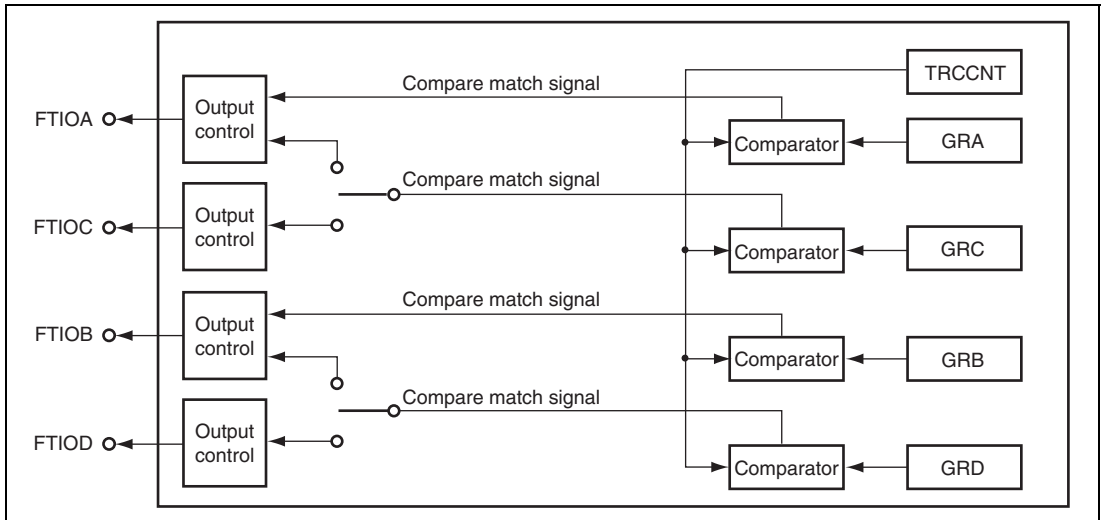 TRCCNT
Compare match signal
FTIOA
Output
control
Comparator
GRA
Compare match signal
FTIOC
Output
control
Comparator
GRC
Compare match signal
FTIOB
Output
control
Comparator
GRB
Compare match signal
FTIOD
Output
control
Comparator
GRD